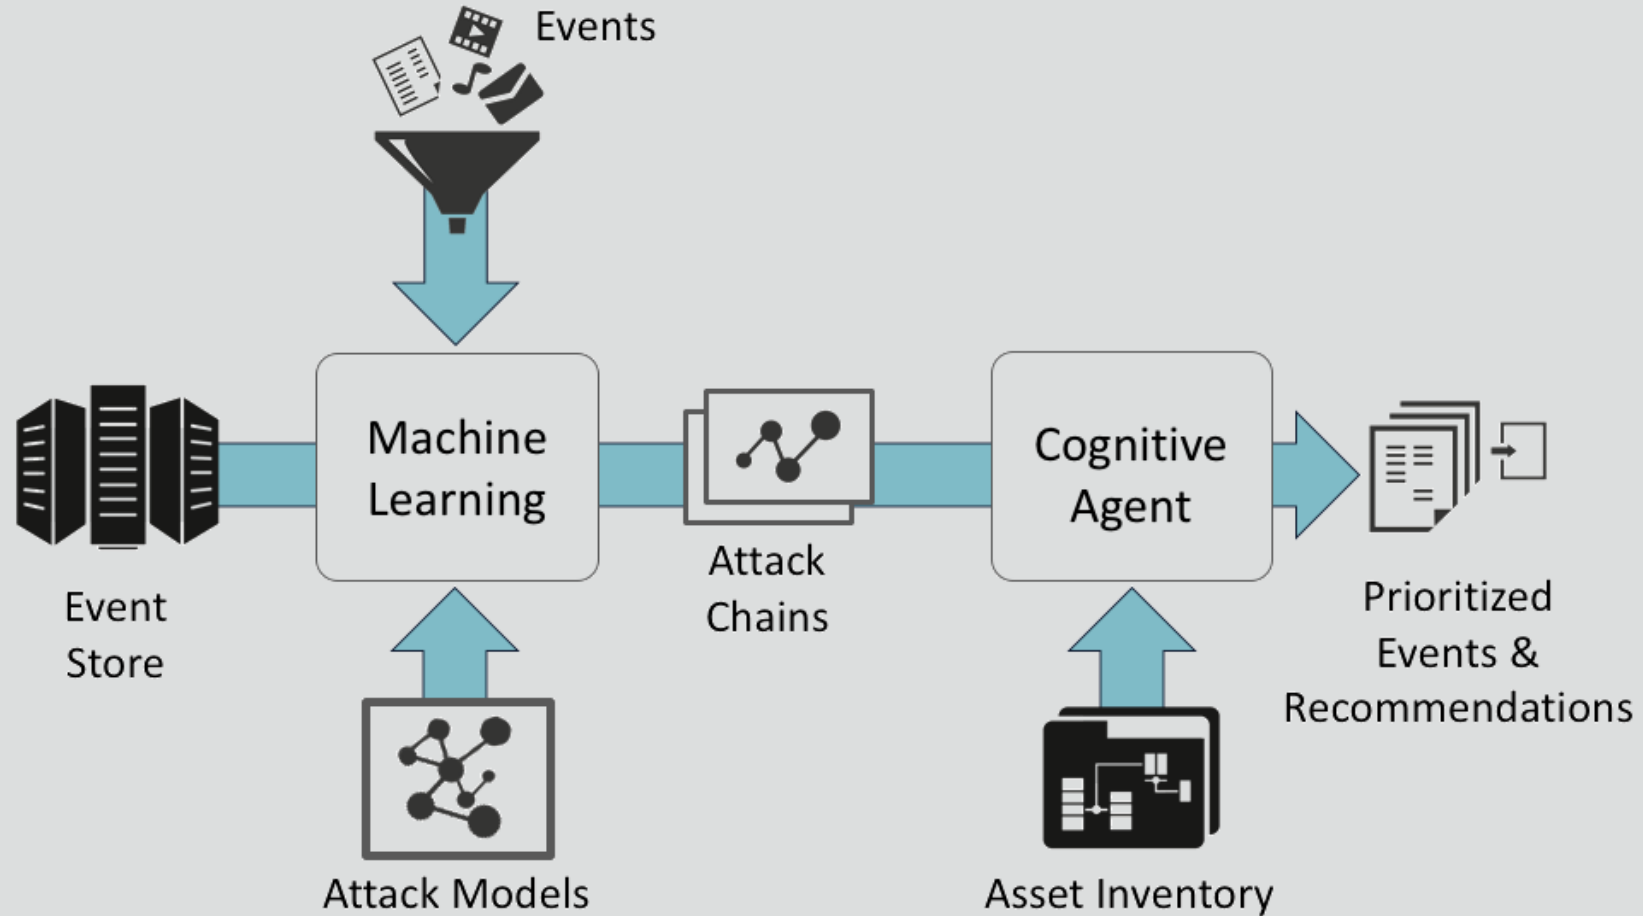 Events
Machine
Learning
Cognitive
Agent
Attack
Chains
Event
Store
Prioritized
Events &
Recommendations
Attack Models
Asset Inventory